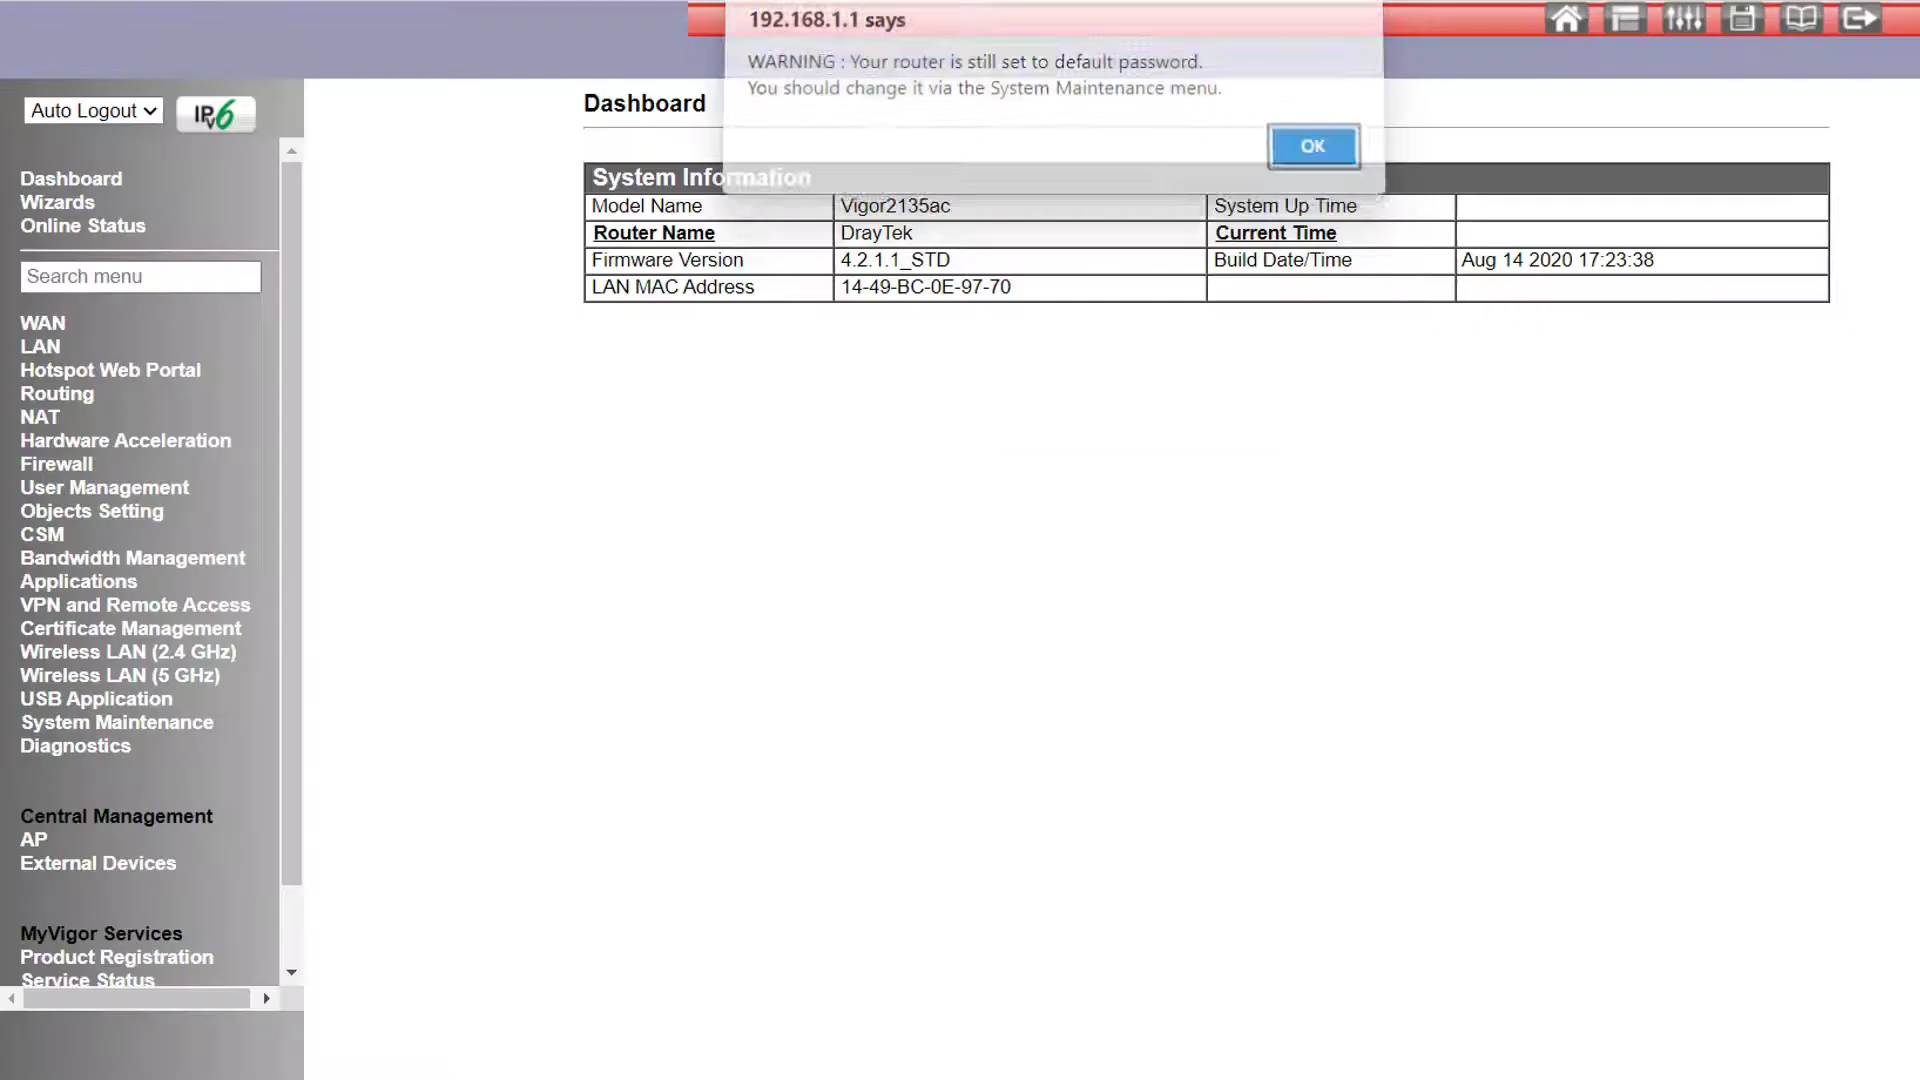 192.168.1.1 says
WARNING : Your router is still set to default password.
You should change it via the System Maintenance menu.
OK
Auto Logout
IPv6
Dashboard
Wizards
Online Status
Search menu
WAN
LAN
Hotspot Web Portal
Routing
NAT
Hardware Acceleration
Firewall
User Management
Objects Setting
CSM
Bandwidth Management
Applications
VPN and Remote Access
Certificate Management
Wireless LAN (2.4 GHz)
Wireless LAN (5 GHz)
USB Application
System Maintenance
Diagnostics
Central Management
AP
External Devices
MyVigor Services
Product Registration
Service Status
Dashboard
System Information
Model Name Vigor2135ac System Up Time
Router Name DrayTek Current Time
Firmware Version 4.2.1.1_STD Build Date/Time Aug 14 2020 17:23:38
LAN MAC Address 14-49-BC-0E-97-70